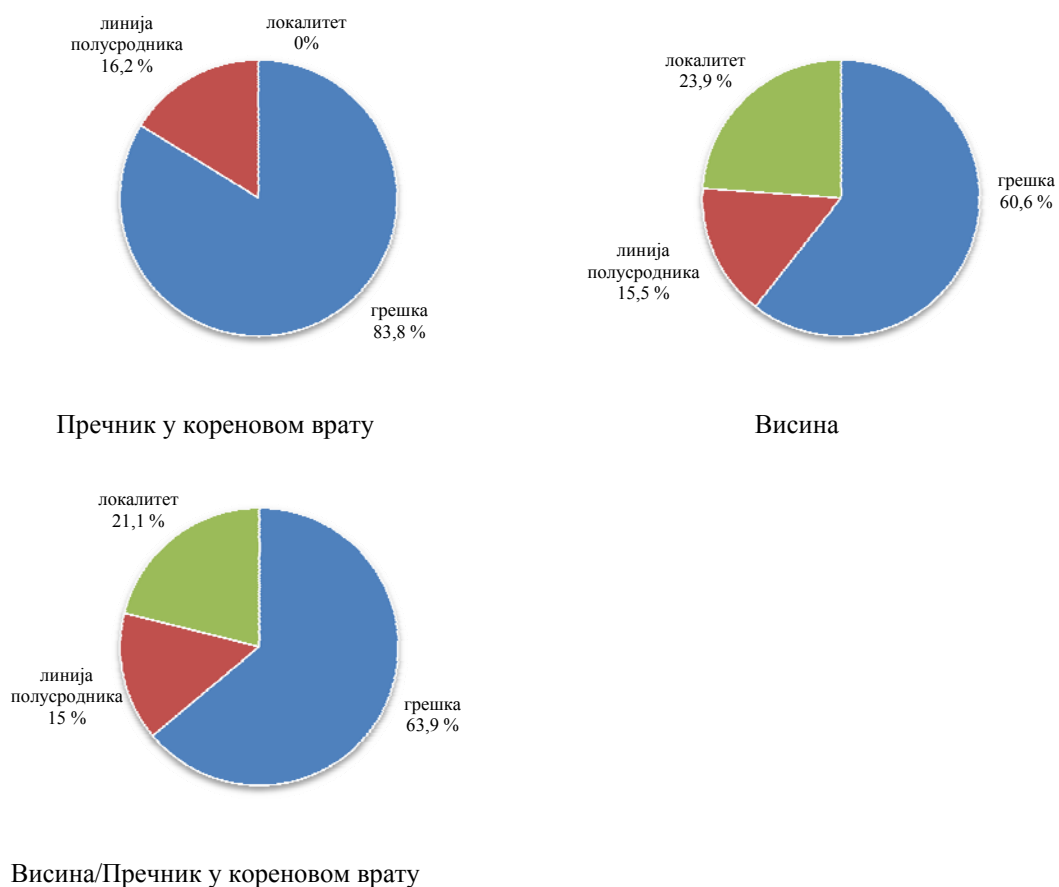 линија
полусродника
16,2 %
локалитет
0%
грешка
83,8 %
Пречник у кореновом врату
локалитет
23,9 %
грешка
60,6 %
линија
полусродника
15,5 %
Висина
локалитет
21,1 %
линија
полусродника
15 %
грешка
63,9 %
Висина/Пречник у кореновом врату